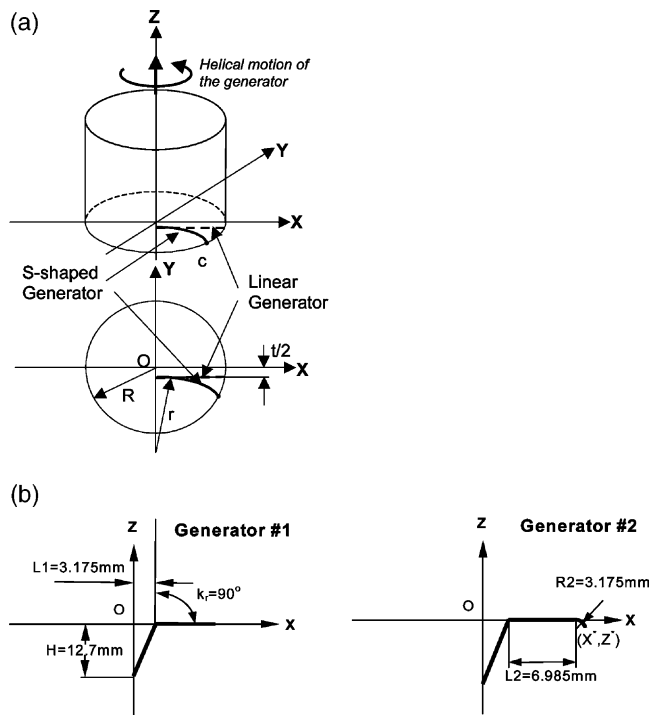 (a)
Z
Helical motion of
the generator
Y
X
c
S-shaped
Generator
Y
Linear
Generator
O
t/2
X
R
r
(b)
Z
Generator #1
L1=3.175mm
kr=90°
O
X
H=12,7mm
Z
Generator #2
R2=3.175mm
O
X
(X*,Z*)
L2=6.985mm